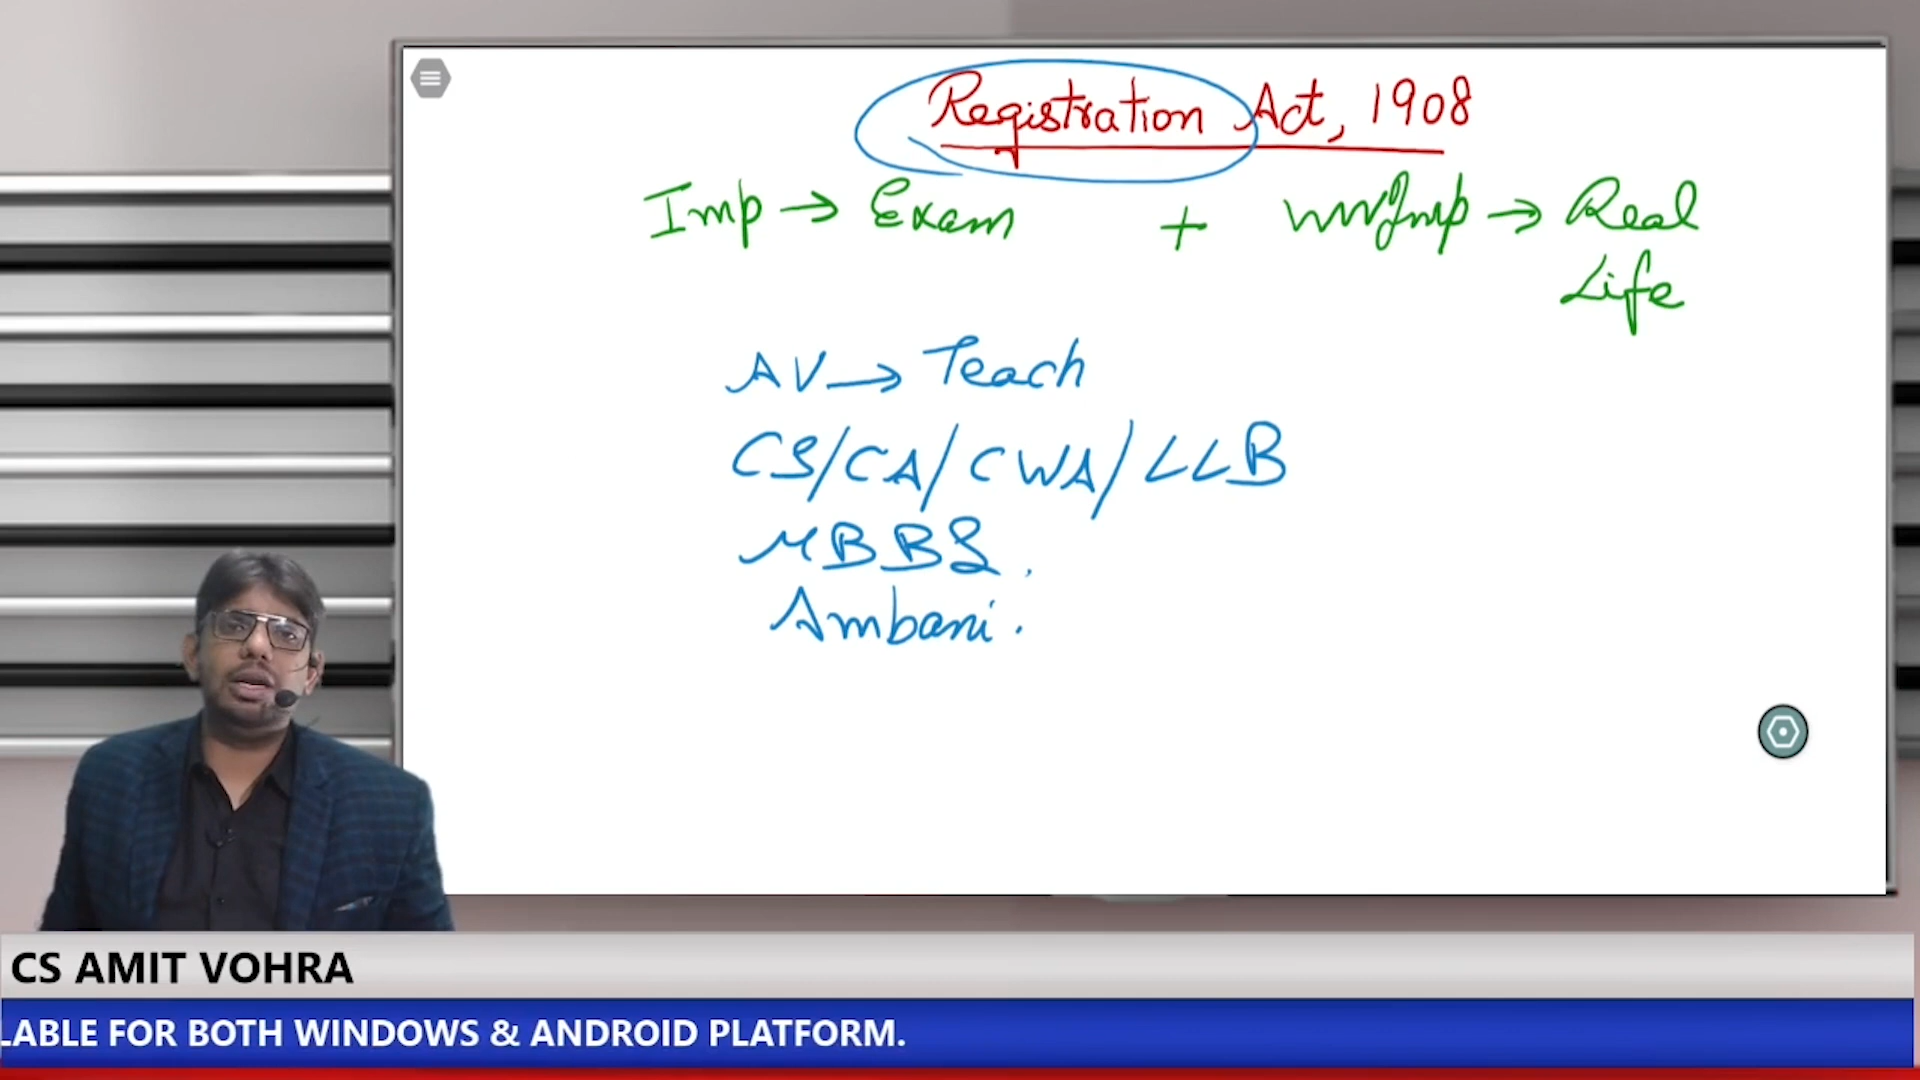 Registration Act, 1908
Imp → Exam + VVVImp → Real
Life
AV → Teach
CS/CA/CWA/LLB
MBBS.
Ambani.
CS AMIT VOHRA
LABLE FOR BOTH WINDOWS & ANDROID PLATFORM.